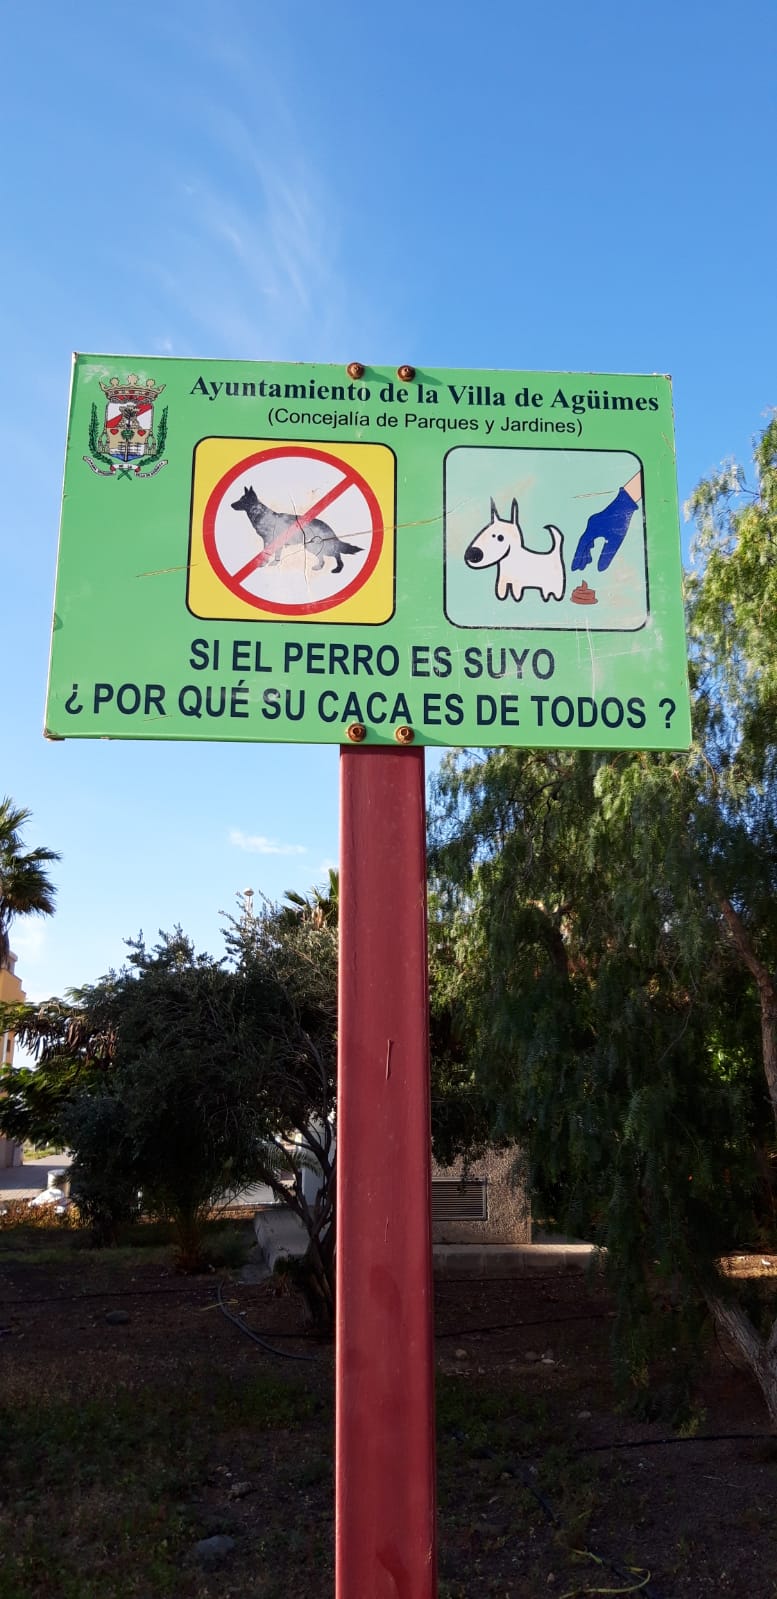 Ayuntamiento de la Villa de Agüimes
(Concejalía de Parques y Jardines)
SI EL PERRO ES SUYO
¿ POR QUÉ SU CACA ES DE TODOS ?